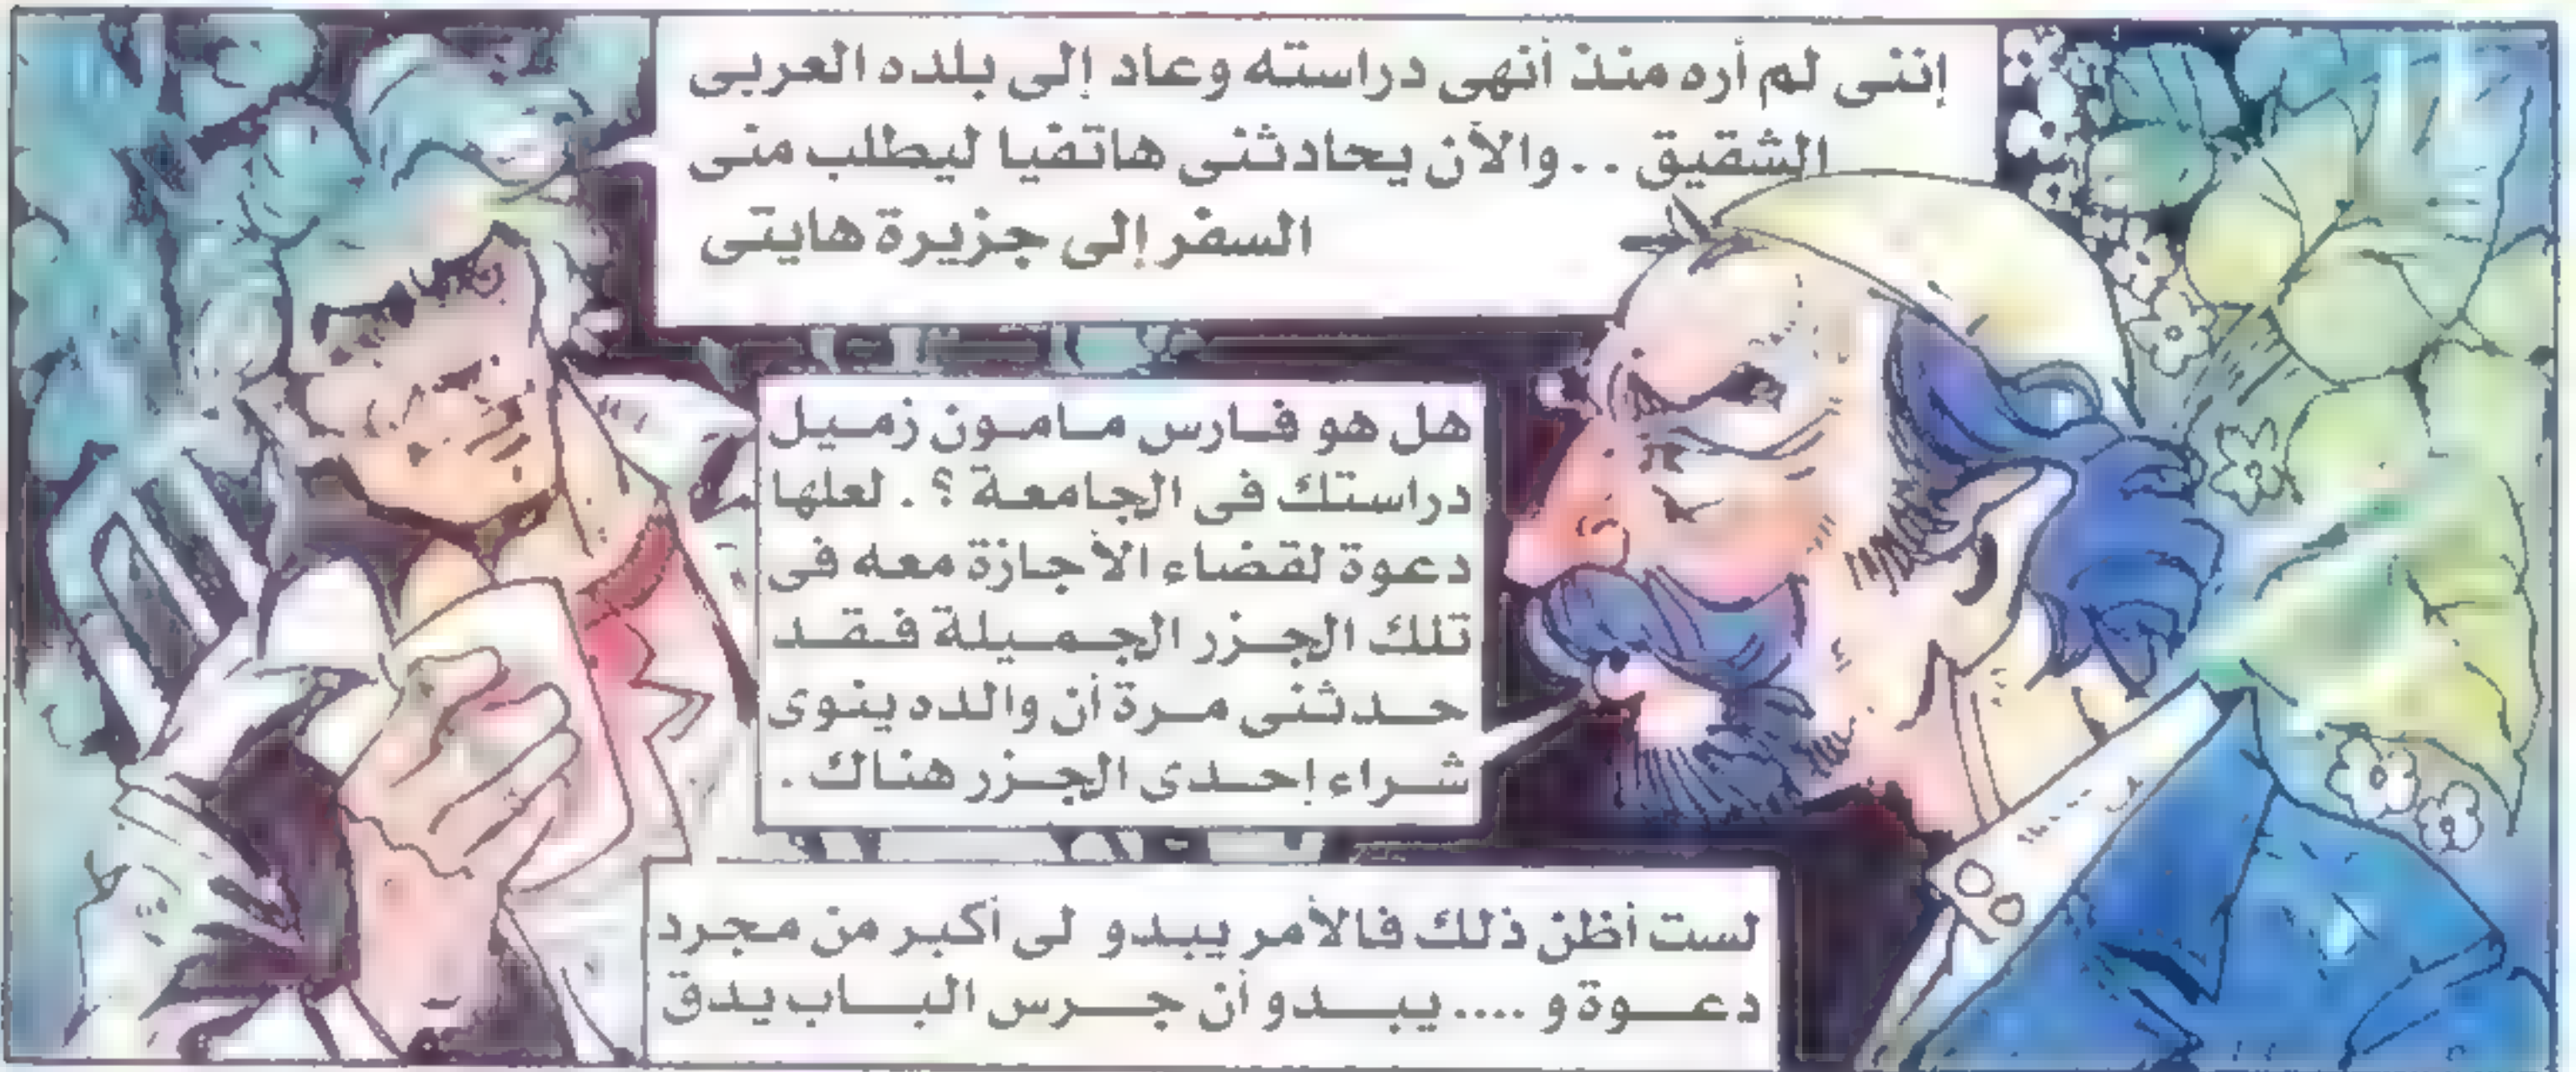 إننى لم أره منذ أنهى دراسته وعاد إلى بلده العربى
الشقيق . . والآن يحادثنى هاتفيا ليطلب منى
السفر إلى جزيرة هايتى
هل هو فارس مامون زميل
دراستك فى الجامعة ؟ . لعلها
دعوة لقضاء الأجازة معه فى
تلك الجزر الجميلة فقد
حدثنى مرة أن والده ينوى
شراء إحدى الجزر هناك .
لست أظن ذلك فالأمر يبدو لى أكبر من مجرد
دعوة و .... يبدو أن جرس الباب يدق